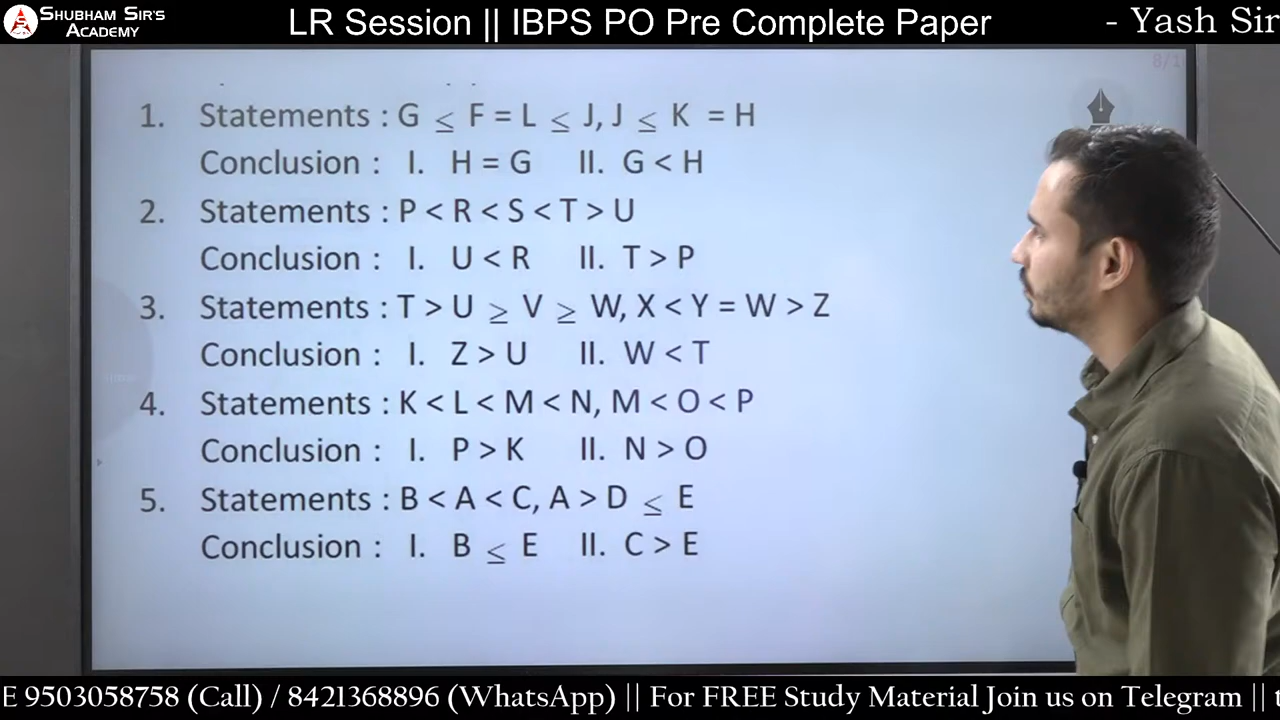 SHUBHAM SIR'S
ACADEMY
LR Session || IBPS PO Pre Complete Paper
- Yash Sir
8/1
1. Statements : G ≤ F = L ≤ J, J ≤ K = H
Conclusion : I. H = G II. G < H
2. Statements : P < R < S < T > U
Conclusion : I. U < R II. T > P
3. Statements : T > U ≥ V ≥ W, X < Y = W > Z
Conclusion : I. Z > U II. W < T
4. Statements : K < L < M < N, M < O < P
Conclusion : I. P > K II. N > O
5. Statements : B < A < C, A > D ≤ E
Conclusion : I. B ≤ E II. C > E
E 9503058758 (Call) / 8421368896 (WhatsApp) || For FREE Study Material Join us on Telegram ||